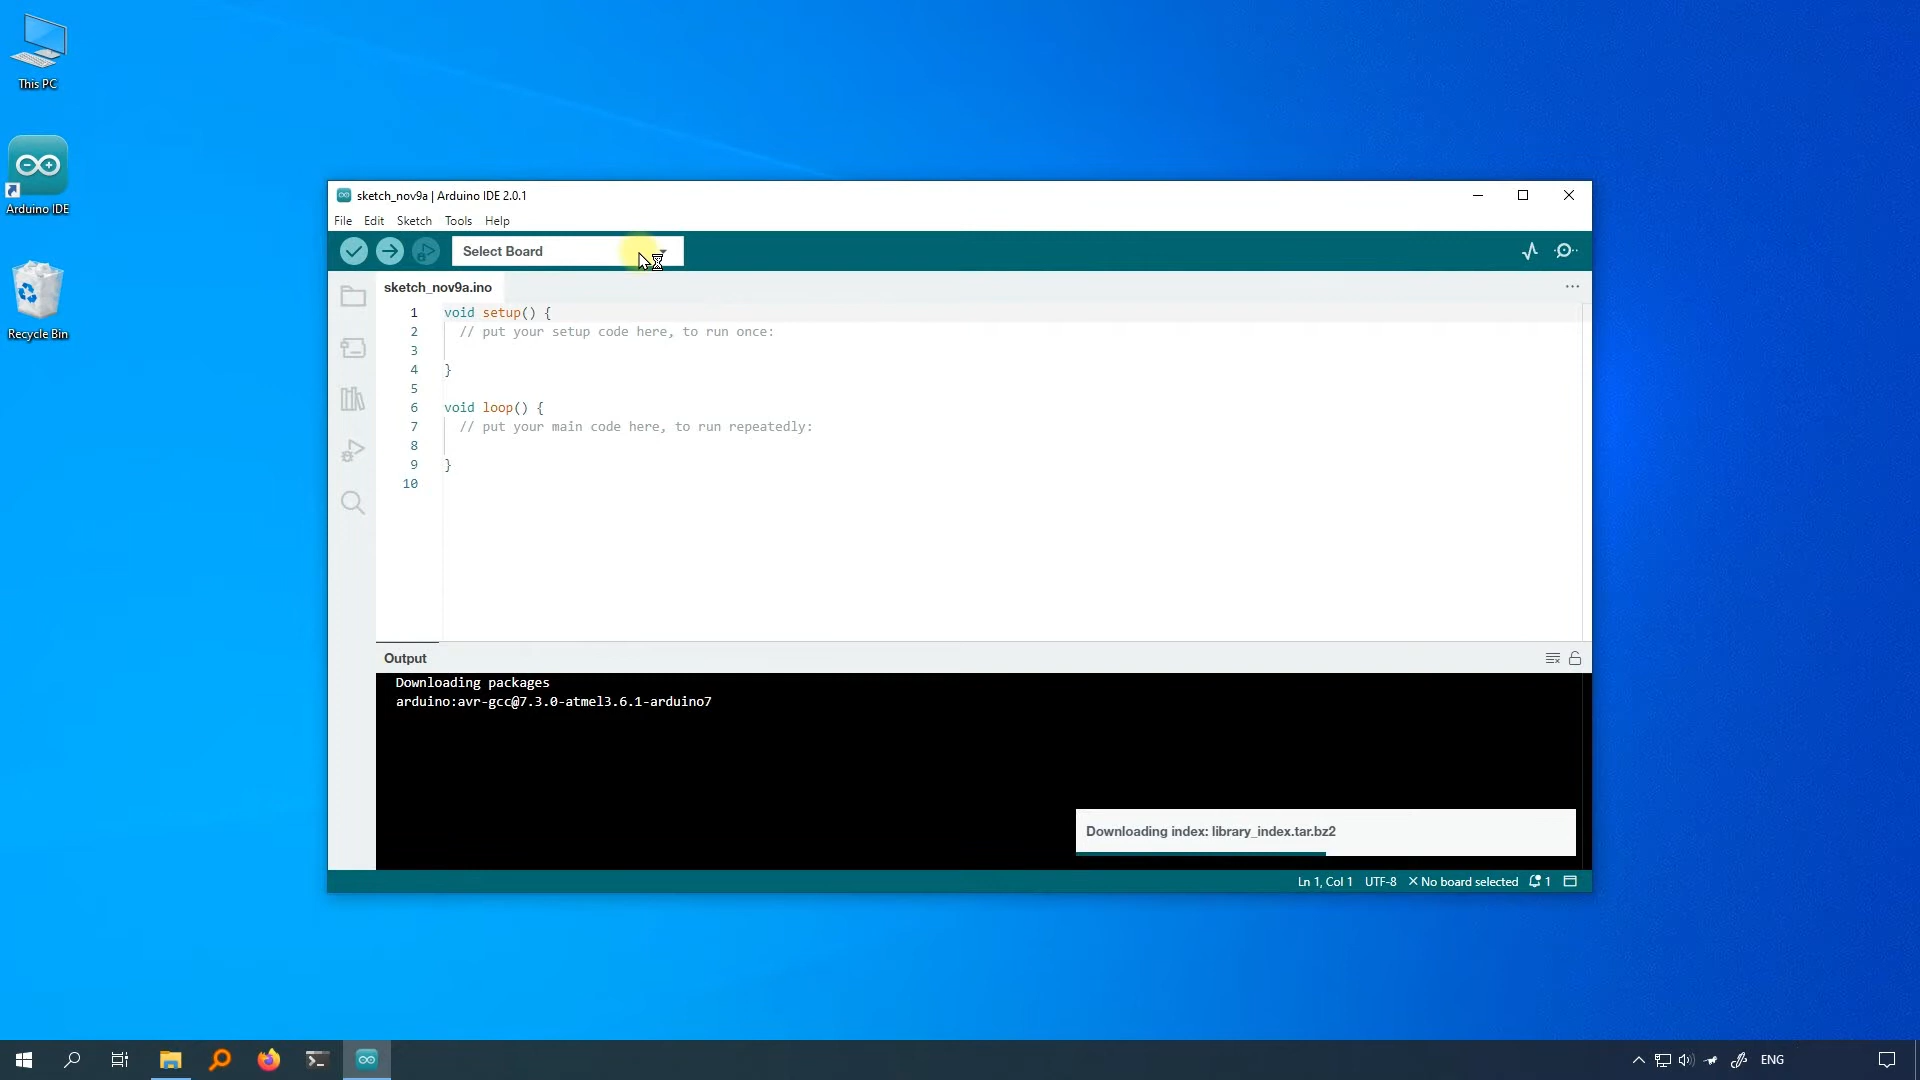 This PC
Arduino IDE
Recycle Bin
sketch_nov9a | Arduino IDE 2.0.1
File Edit Sketch Tools Help
Select Board
sketch_nov9a.ino
1 void setup() {
2 // put your setup code here, to run once:
3
4 }
5
6 void loop() {
7 // put your main code here, to run repeatedly:
8
9 }
10
Output
Downloading packages
arduino:avr-gcc@7.3.0-atmel3.6.1-arduino7
Downloading index: library_index.tar.bz2
Ln 1, Col 1 UTF-8 No board selected 1
ENG